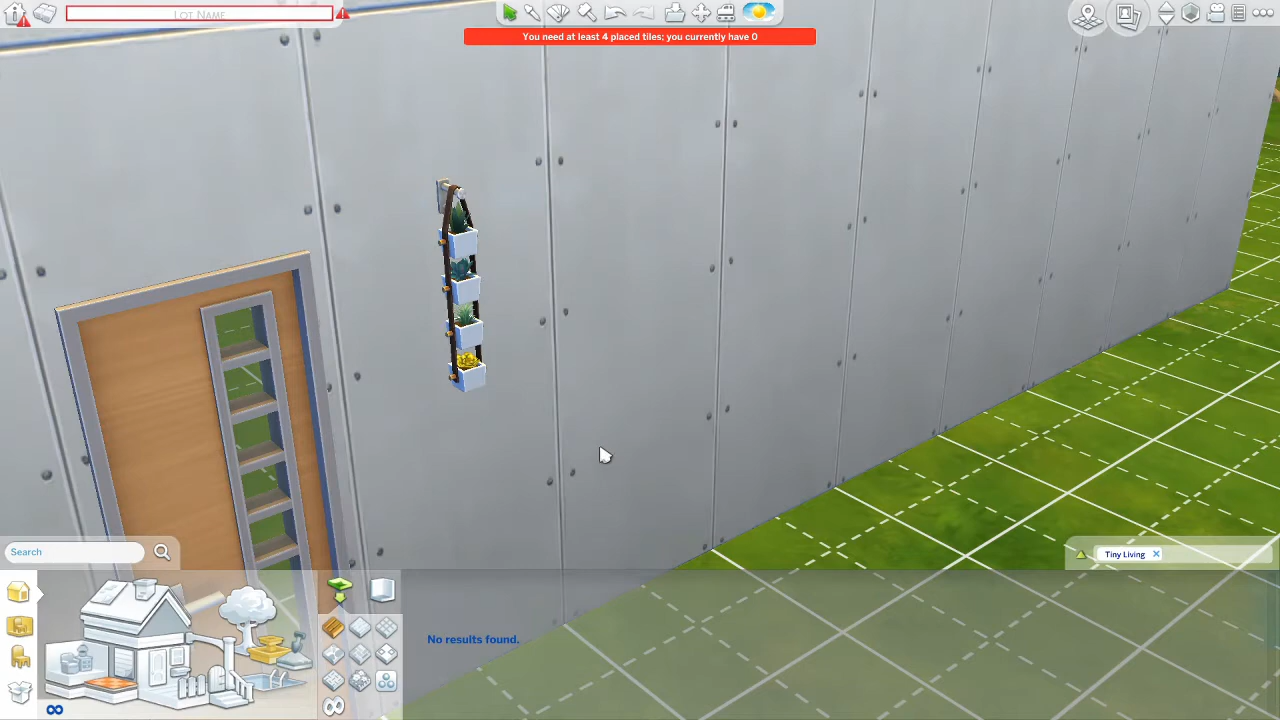 LOT NAME
You need at least 4 placed tiles; you currently have 0
Search
Tiny Living
No results found.